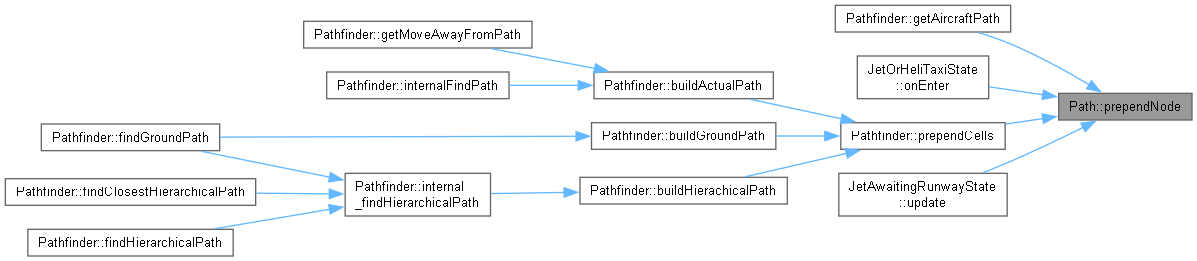 Pathfinder::getAircraftPath
Pathfinder::getMoveAwayFromPath
JetOrHeliTaxiState
::onEnter
Pathfinder::internalFindPath
Pathfinder::buildActualPath
Path::prependNode
Pathfinder::findGroundPath
Pathfinder::buildGroundPath
Pathfinder::prependCells
Pathfinder::findClosestHierarchicalPath
Pathfinder::internal
_findHierarchicalPath
Pathfinder::buildHierachicalPath
JetAwaitingRunwayState
::update
Pathfinder::findHierarchicalPath